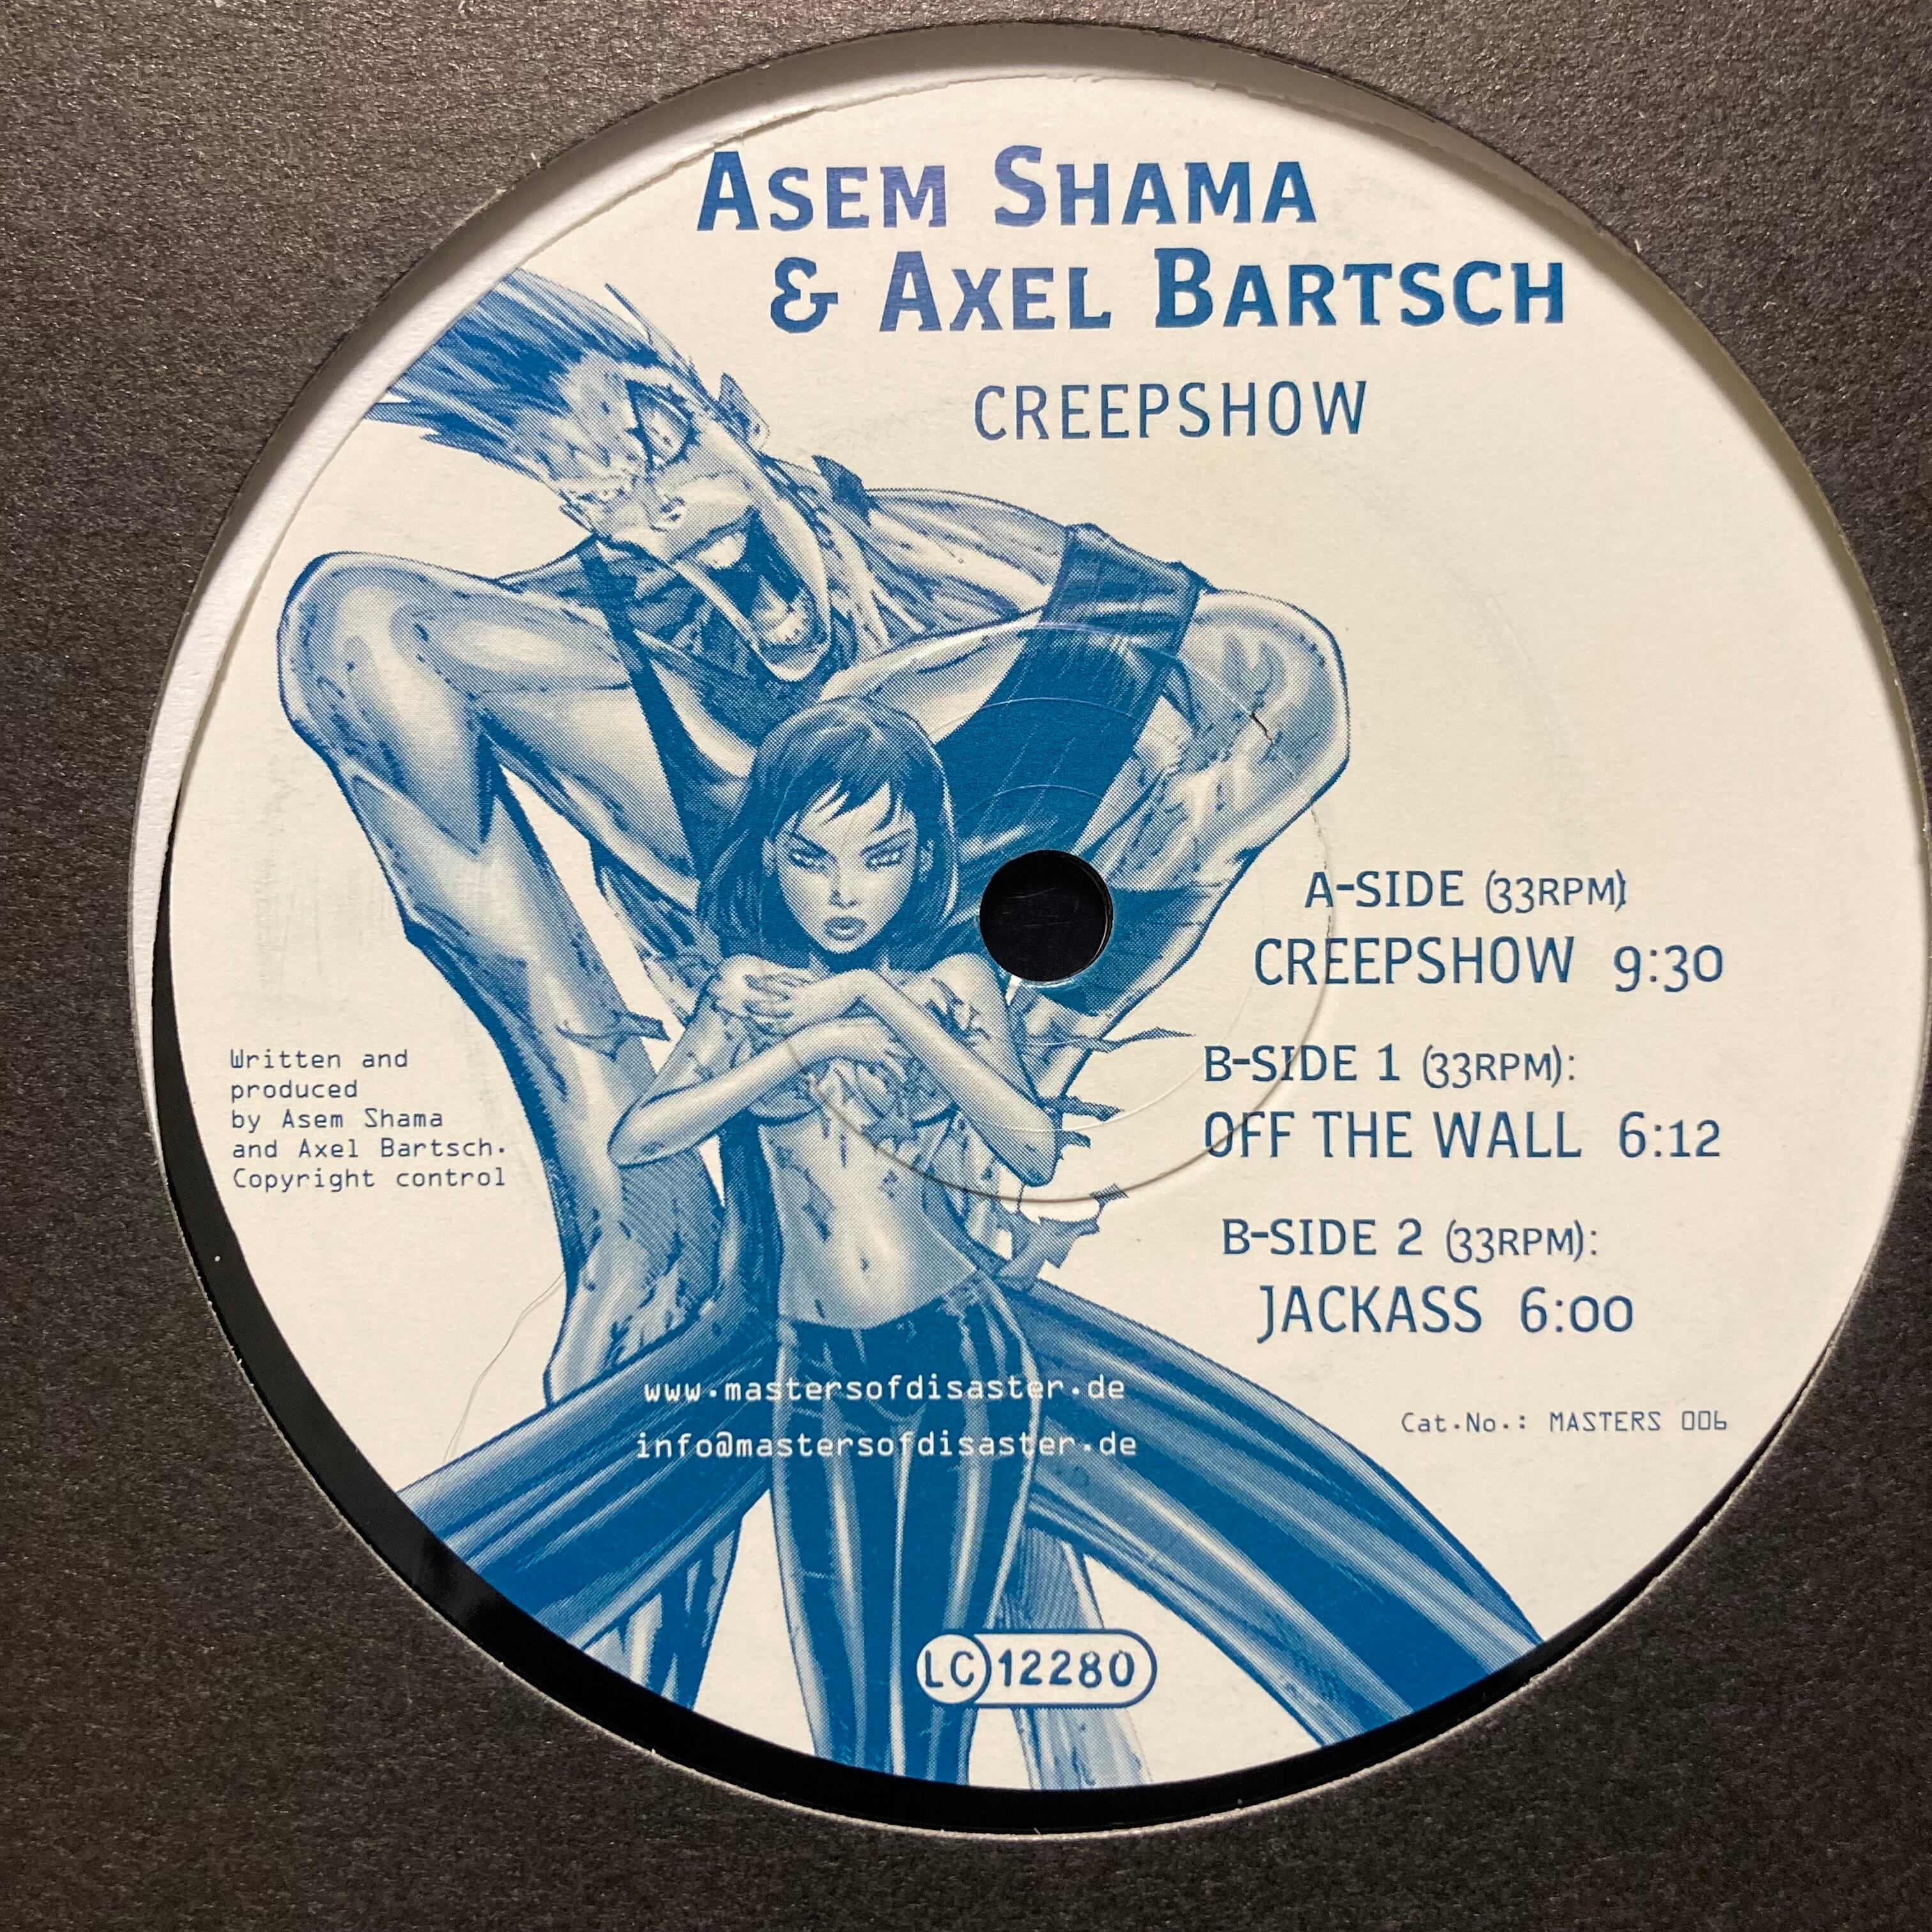 ASEM SHAMA
& AXEL BARTSCH
CREEPSHOW
A-SIDE (33RPM)
CREEPSHOW 9:30
B-SIDE 1 (33RPM):
OFF THE WALL 6:12
B-SIDE 2 (33RPM):
JACKASS 6:00
Written and
produced
by Asem Shama
and Axel Bartsch.
Copyright control
www.mastersofdisaster.de
info@mastersofdisaster.de
Cat.No.: MASTERS 006
LC 12280